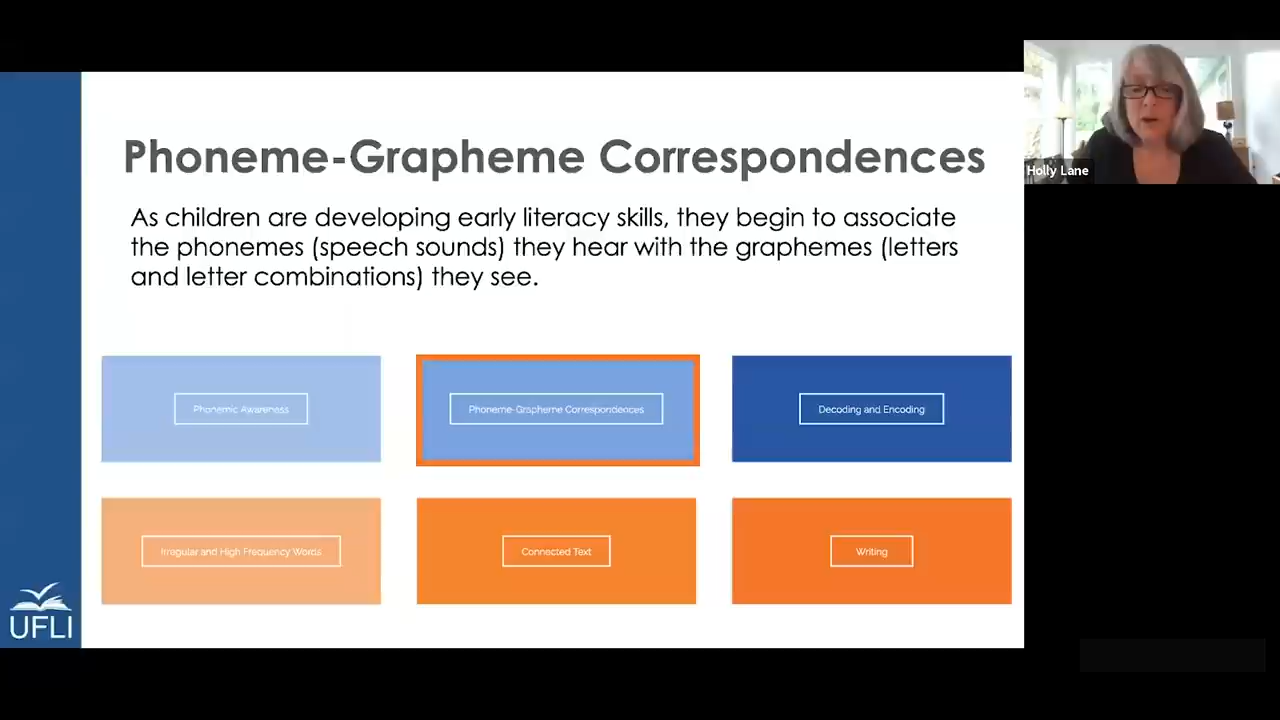 Phoneme-Grapheme Correspondences
Holly Lane
As children are developing early literacy skills, they begin to associate
the phonemes (speech sounds) they hear with the graphemes (letters
and letter combinations) they see.
Phonemic Awareness
Phoneme-Grapheme Correspondences
Decoding and Encoding
Irregular and High Frequency Words
Connected Text
Writing
UFLI